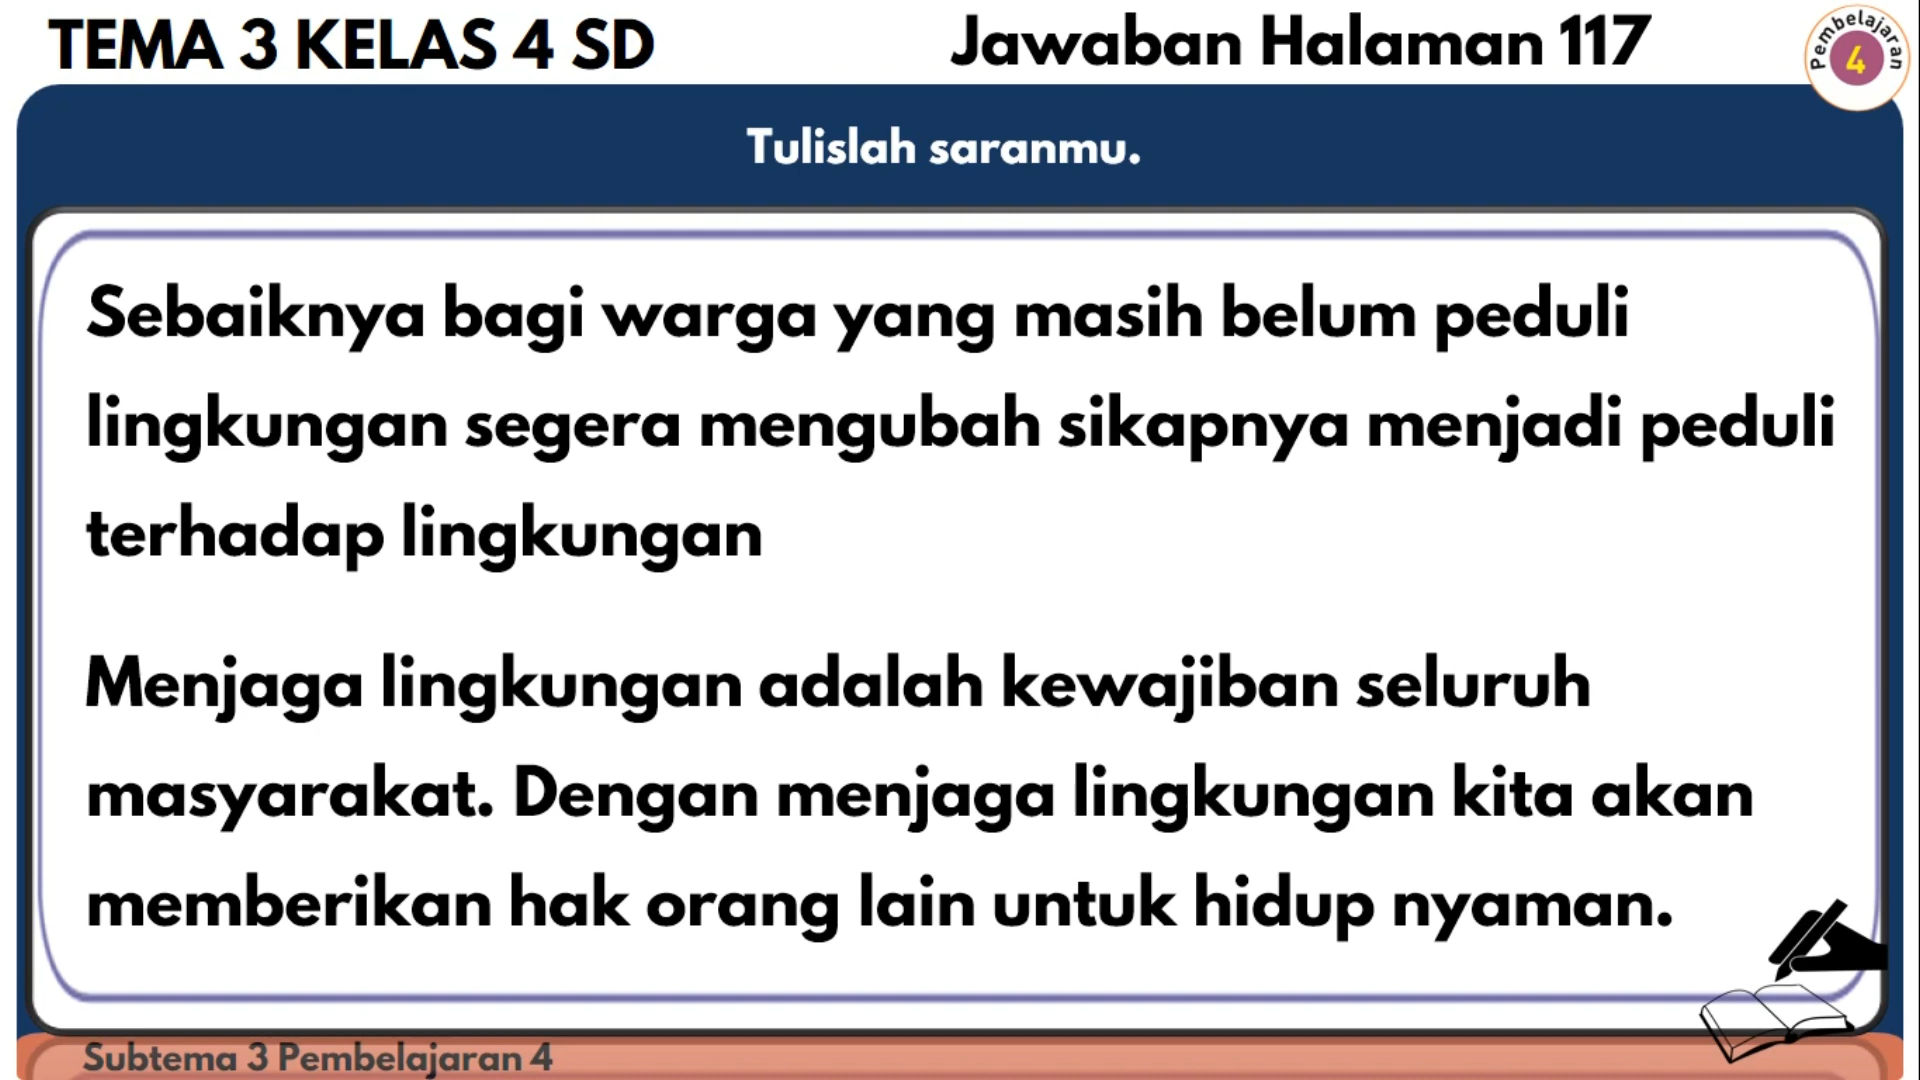 TEMA 3 KELAS 4 SD
Jawaban Halaman 117
Pembelajaran
4
Tulislah saranmu.
Sebaiknya bagi warga yang masih belum peduli
lingkungan segera mengubah sikapnya menjadi peduli
terhadap lingkungan
Menjaga lingkungan adalah kewajiban seluruh
masyarakat. Dengan menjaga lingkungan kita akan
memberikan hak orang lain untuk hidup nyaman.
Subtema 3 Pembelajaran 4